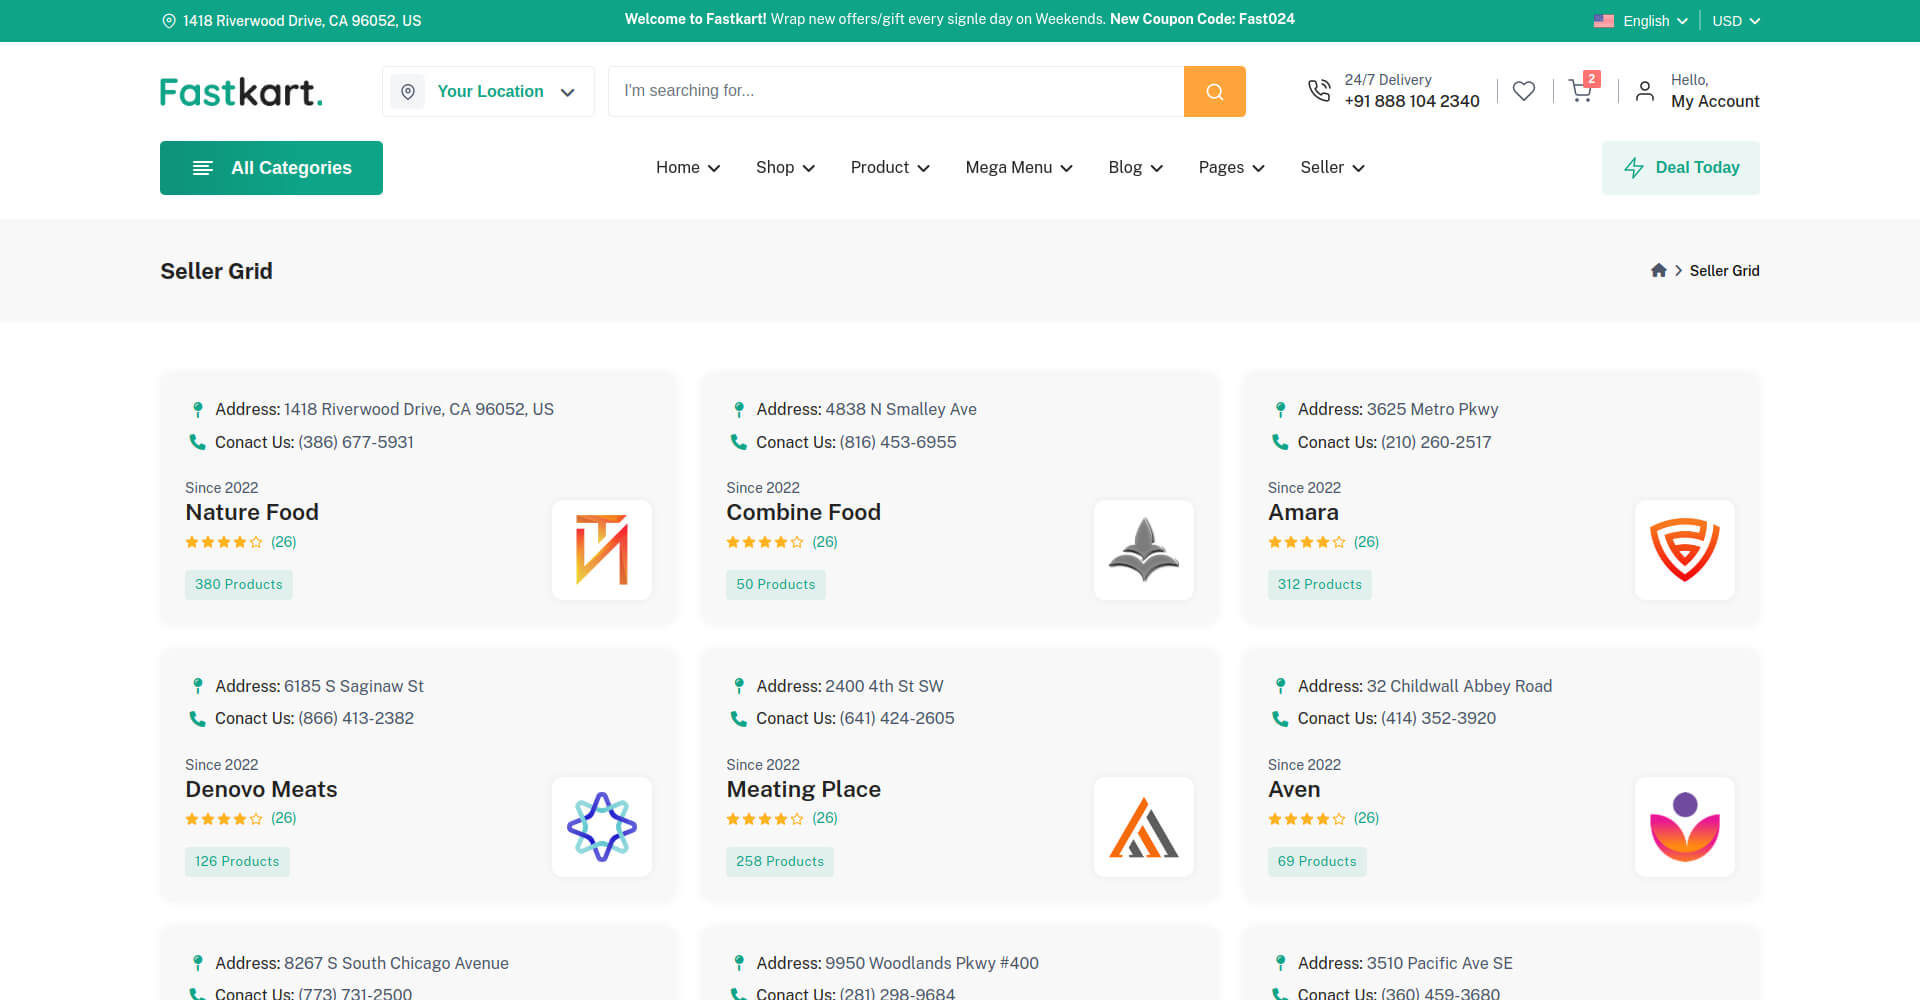 1418 Riverwood Drive, CA 96052, US
Welcome to Fastkart! Wrap new offers/gift every signle day on Weekends. New Coupon Code: Fast024
English
USD
Fastkart.
Your Location
I'm searching for...
24/7 Delivery
+91 888 104 2340
2
Hello,
My Account
All Categories
Home
Shop
Product
Mega Menu
Blog
Pages
Seller
Deal Today
Seller Grid
Seller Grid
Address: 1418 Riverwood Drive, CA 96052, US
Conact Us: (386) 677-5931
Since 2022
Nature Food
(26)
380 Products
Address: 4838 N Smalley Ave
Conact Us: (816) 453-6955
Since 2022
Combine Food
(26)
50 Products
Address: 3625 Metro Pkwy
Conact Us: (210) 260-2517
Since 2022
Amara
(26)
312 Products
Address: 6185 S Saginaw St
Conact Us: (866) 413-2382
Since 2022
Denovo Meats
(26)
126 Products
Address: 2400 4th St SW
Conact Us: (641) 424-2605
Since 2022
Meating Place
(26)
258 Products
Address: 32 Childwall Abbey Road
Conact Us: (414) 352-3920
Since 2022
Aven
(26)
69 Products
Address: 8267 S South Chicago Avenue
Conact Us: (773) 731-2500
Address: 9950 Woodlands Pkwy #400
Conact Us: (281) 298-9684
Address: 3510 Pacific Ave SE
Conact Us: (360) 459-3680